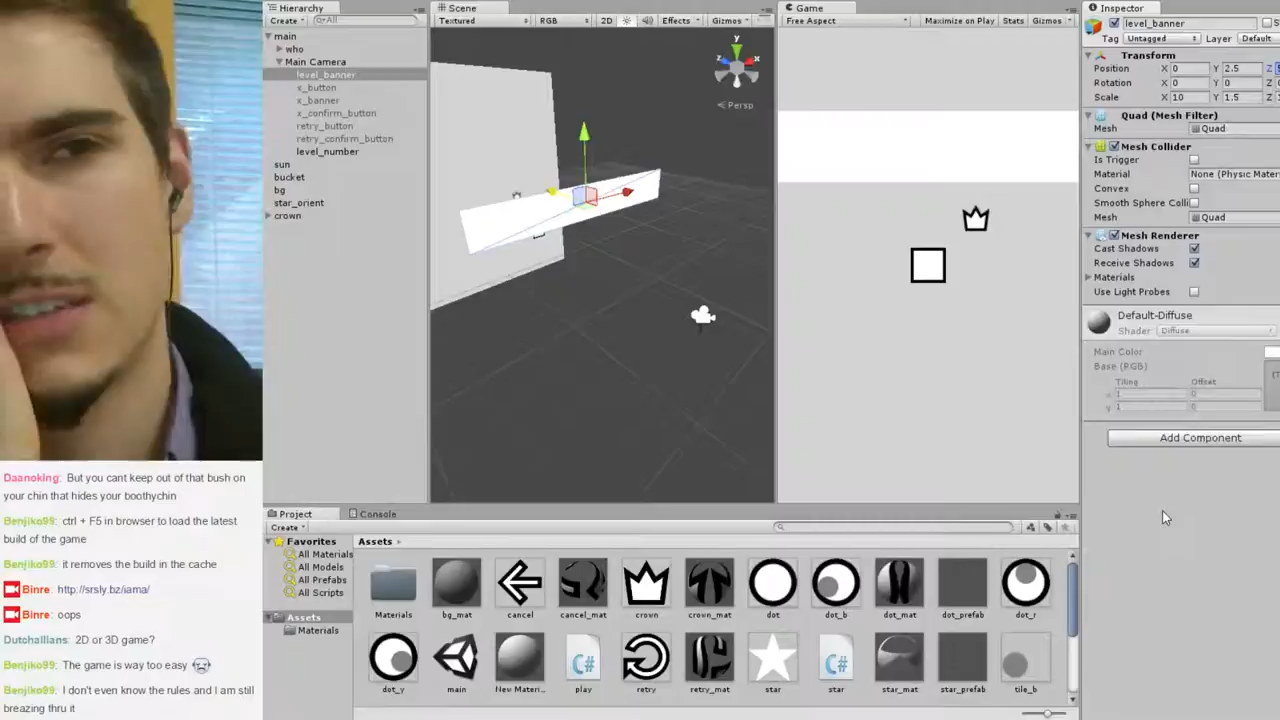 Hierarchy
Create
All
main
who
Main Camera
level_banner
x_button
x_banner
x_confirm_button
retry_button
retry_confirm_button
level_number
sun
bucket
bg
star_orient
crown
Scene
Textured
RGB
2D
Effects
Gizmos
y
z
x
Persp
Game
Free Aspect
Maximize on Play
Stats
Gizmos
Inspector
level_banner
Tag Untagged Layer Default
Transform
Position X 0 Y 2.5 Z
Rotation X 0 Y 0 Z
Scale X 10 Y 1.5 Z
Quad (Mesh Filter)
Mesh Quad
Mesh Collider
Is Trigger
Material None (Physic Mater
Convex
Smooth Sphere Colli
Mesh Quad
Mesh Renderer
Cast Shadows
Receive Shadows
Materials
Use Light Probes
Default-Diffuse
Shader Diffuse
Main Color
Base (RGB)
Tiling Offset
x 1 0
y 1 0
Add Component
Daanoking: But you cant keep out of that bush on
your chin that hides your boothychin
Benjiko99: ctrl + F5 in browser to load the latest
build of the game
Benjiko99: it removes the build in the cache
Binre: http://srsly.bz/iama/
Binre: oops
Dutchallians: 2D or 3D game?
Benjiko99: The game is way too easy
Benjiko99: I don't even know the rules and I am still
breazing thru it
Project
Console
Create
Favorites
All Materials
All Models
All Prefabs
All Scripts
Assets
Materials
Assets
Materials
bg_mat
cancel
cancel_mat
crown
crown_mat
dot
dot_b
dot_mat
dot_prefab
dot_r
dot_y
main
New Materi...
C#
play
retry
retry_mat
star
C#
star
star_mat
star_prefab
tile_b